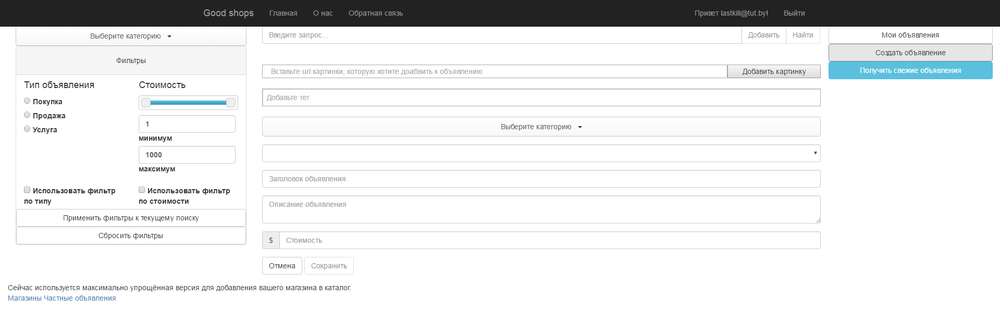 Good shops Главная О нас Обратная связь Привет lastkill@tut.by! Выйти
Выберите категорию
Фильтры
Тип объявления
Покупка
Продажа
Услуга
Стоимость
1
минимум
1000
максимум
Использовать фильтр
по типу
Использовать фильтр
по стоимости
Применить фильтры к текущему поиску
Сбросить фильтры
Введите запрос... Добавить Найти
Вставьте url картинки, которую хотите доабвить к объявлению Добавить картинку
Добавьте тег
Выберите категорию
Заголовок объявления
Описание объявления
$ Стоимость
Отмена Сохранить
Мои объявления
Создать объявление
Получить свежие объявления
Сейчас используется максимально упрощённая версия для добавления вашего магазина в каталог.
Магазины Частные объявления